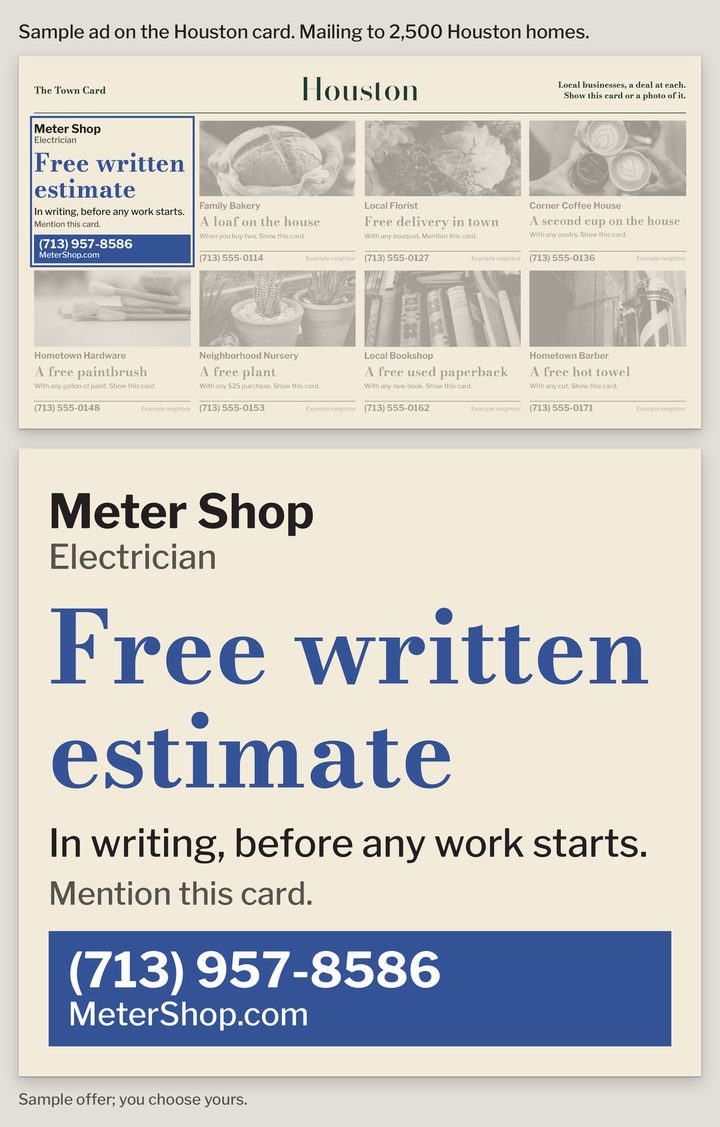 Sample ad on the Houston card. Mailing to 2,500 Houston homes.
The Town Card
Houston
Local businesses, a deal at each.
Show this card or a photo of it.
Meter Shop
Electrician
Free written
estimate
In writing, before any work starts.
Mention this card.
(713) 957-8586
MeterShop.com
Family Bakery
A loaf on the house
When you buy two. Show this card.
(713) 555-0114
Example neighbor
Local Florist
Free delivery in town
With any bouquet. Mention this card.
(713) 555-0127
Example neighbor
Corner Coffee House
A second cup on the house
With any pastry. Show this card.
(713) 555-0136
Example neighbor
Hometown Hardware
A free paintbrush
With any gallon of paint. Show this card.
(713) 555-0148
Example neighbor
Neighborhood Nursery
A free plant
With any $25 purchase. Show this card.
(713) 555-0153
Example neighbor
Local Bookshop
A free used paperback
With any new book. Show this card.
(713) 555-0162
Example neighbor
Hometown Barber
A free hot towel
With any cut. Show this card.
(713) 555-0171
Example neighbor
Meter Shop
Electrician
Free written
estimate
In writing, before any work starts.
Mention this card.
(713) 957-8586
MeterShop.com
Sample offer; you choose yours.